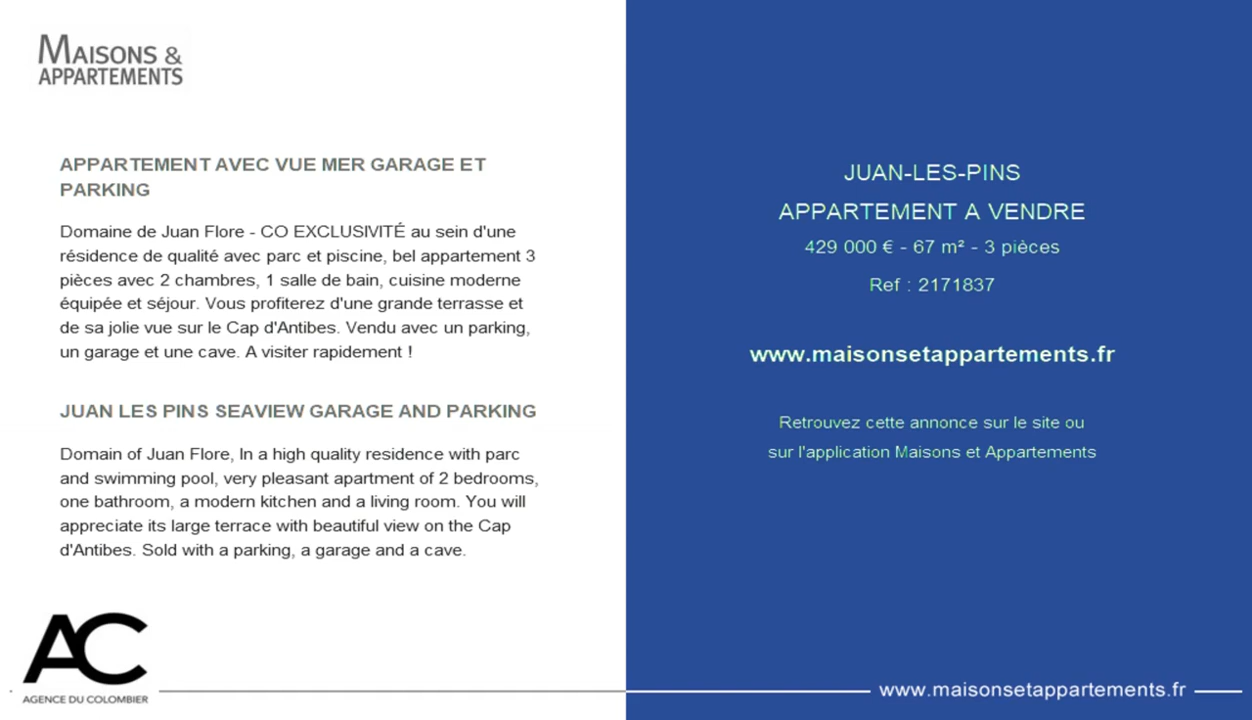 MAISONS &
APPARTEMENTS
APPARTEMENT AVEC VUE MER GARAGE ET
PARKING
Domaine de Juan Flore - CO EXCLUSIVITÉ au sein d'une
résidence de qualité avec parc et piscine, bel appartement 3
pièces avec 2 chambres, 1 salle de bain, cuisine moderne
équipée et séjour. Vous profiterez d'une grande terrasse et
de sa jolie vue sur le Cap d'Antibes. Vendu avec un parking,
un garage et une cave. A visiter rapidement !
JUAN LES PINS SEAVIEW GARAGE AND PARKING
Domain of Juan Flore, In a high quality residence with parc
and swimming pool, very pleasant apartment of 2 bedrooms,
one bathroom, a modern kitchen and a living room. You will
appreciate its large terrace with beautiful view on the Cap
d'Antibes. Sold with a parking, a garage and a cave.
AC
AGENCE DU COLOMBIER
JUAN-LES-PINS
APPARTEMENT A VENDRE
429 000 € - 67 m² - 3 pièces
Ref : 2171837
www.maisonsetappartements.fr
Retrouvez cette annonce sur le site ou
sur l'application Maisons et Appartements
www.maisonsetappartements.fr